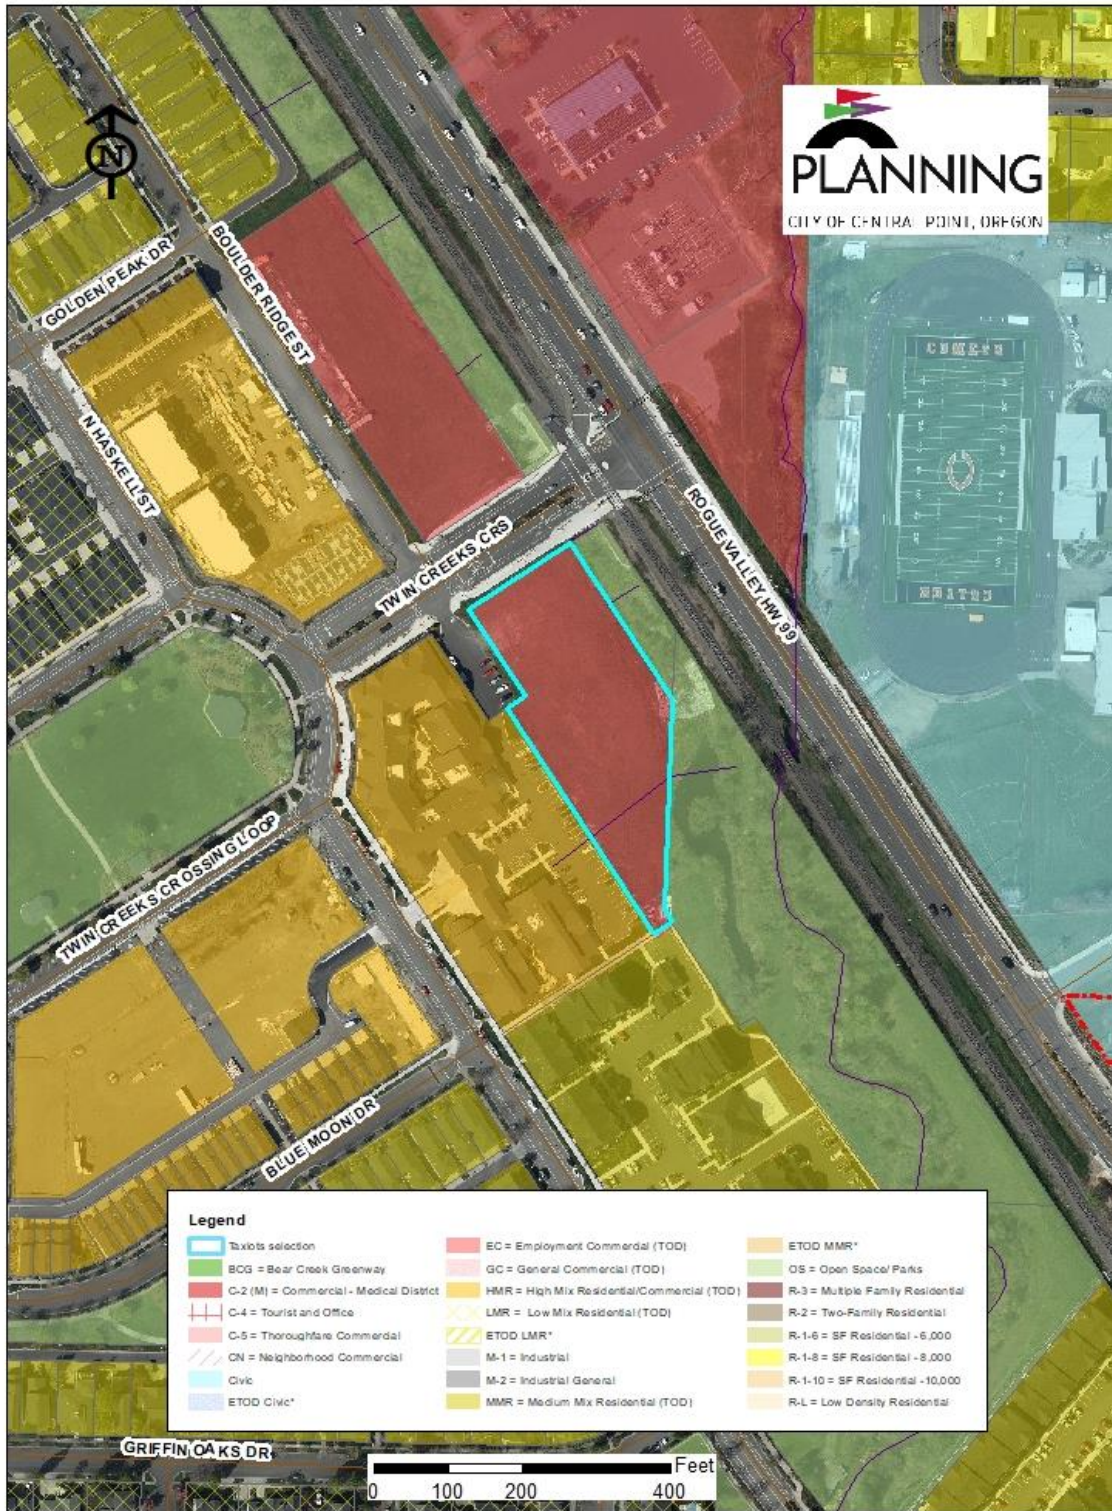 N
PLANNING
CITY OF CENTRAL POINT, OREGON
GOLDEN PEAK DR
BOULDER RIDGE ST
N HASKELL ST
TWIN CREEKS CRS
ROGUE VALLEY HW 99
COMETS
CRATER
TWIN CREEKS CROSSING LOOP
BLUE MOON DR
Legend
Taxlots selection
BCG = Bear Creek Greenway
C-2 (M) = Commercial - Medical District
C-4 = Tourist and Office
C-5 = Thoroughfare Commercial
CN = Neighborhood Commercial
Civic
ETOD Civic*
EC = Employment Commercial (TOD)
GC = General Commercial (TOD)
HMR = High Mix Residential/Commercial (TOD)
LMR = Low Mix Residential (TOD)
ETOD LMR*
M-1 = Industrial
M-2 = Industrial General
MMR = Medium Mix Residential (TOD)
ETOD MMR*
OS = Open Space/ Parks
R-3 = Multiple Family Residential
R-2 = Two-Family Residential
R-1-6 = SF Residential - 6,000
R-1-8 = SF Residential - 8,000
R-1-10 = SF Residential -10,000
R-L = Low Density Residential
GRIFFIN OAKS DR
Feet
0 100 200 400